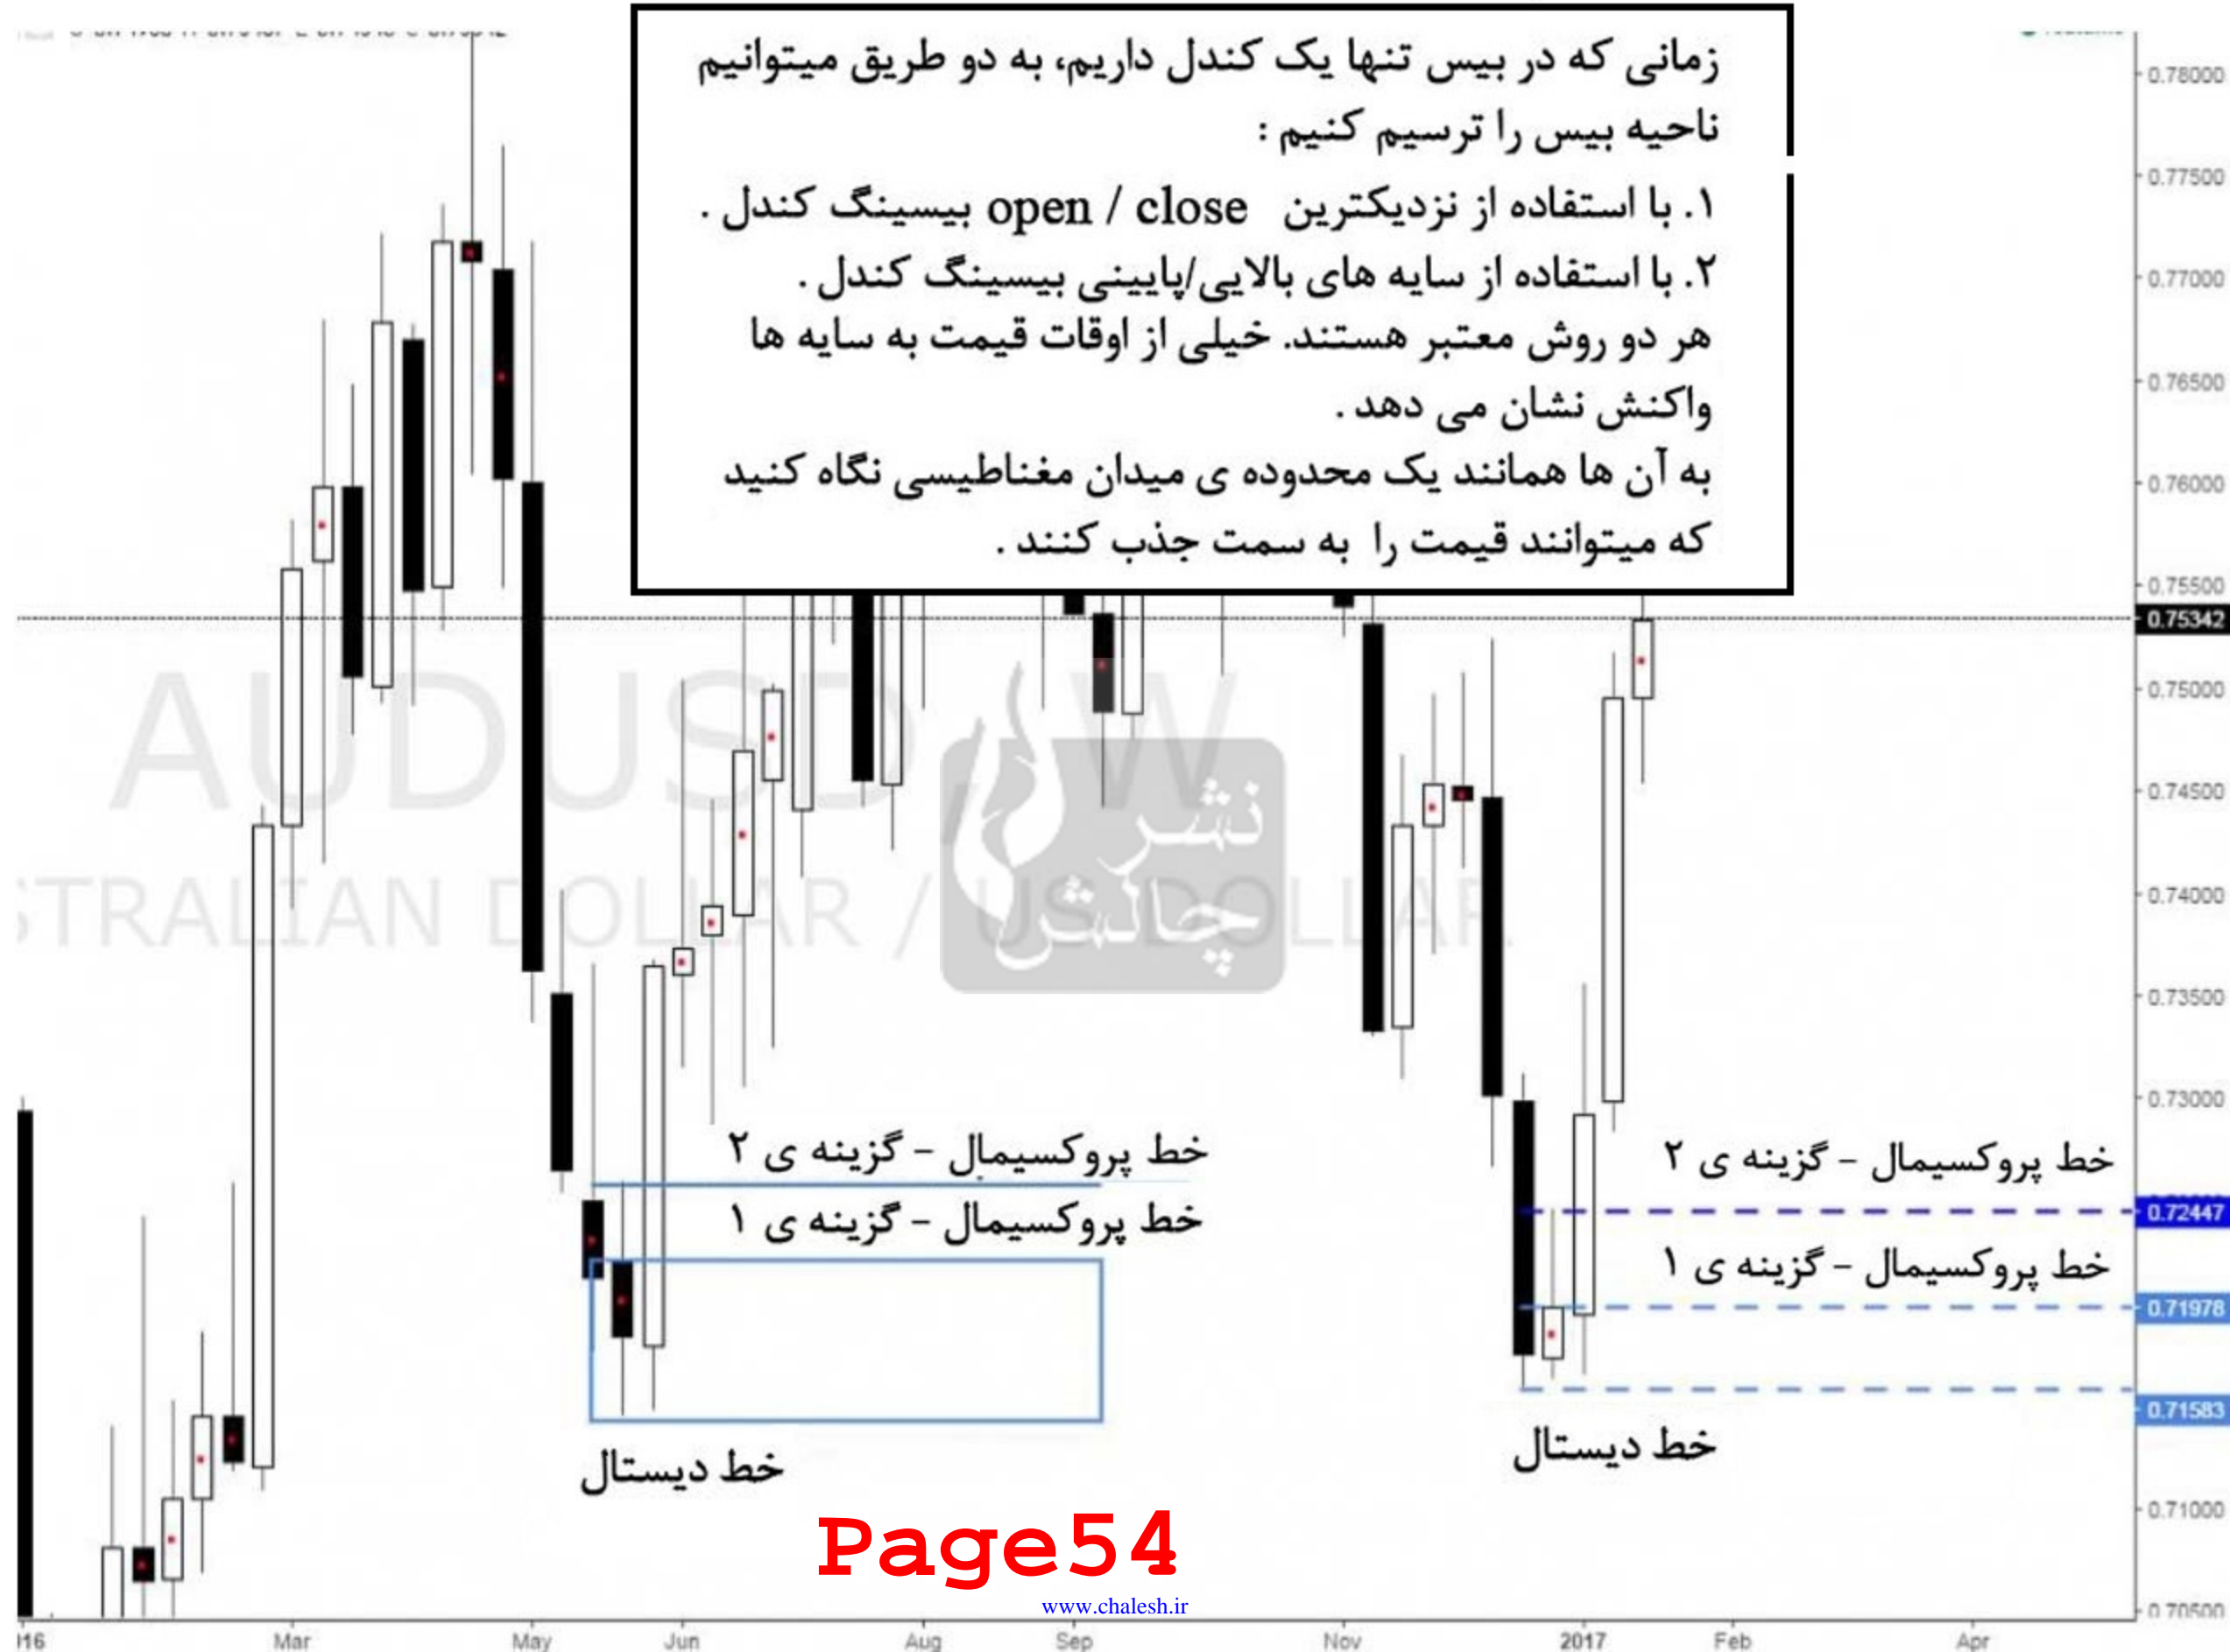 زمانی که در بیس تنها یک کندل داریم، به دو طریق میتوانیم
ناحیه بیس را ترسیم کنیم :
۱. با استفاده از نزدیکترین open / close بیسینگ کندل .
۲. با استفاده از سایه های بالایی/پایینی بیسینگ کندل .
هر دو روش معتبر هستند. خیلی از اوقات قیمت به سایه ها
واکنش نشان می دهد .
به آن ها همانند یک محدوده ی میدان مغناطیسی نگاه کنید
که میتوانند قیمت را به سمت جذب کنند .
0.78000
0.77500
0.77000
0.76500
0.76000
0.75500
0.75342
0.75000
0.74500
0.74000
0.73500
0.73000
0.72447
0.71978
0.71583
0.71000
0.70500
AUDUSD, W
STRALIAN DOLLAR / US DOLLAR
نشر
چالش
خط پروکسیمال - گزینه ی ۲
خط پروکسیمال - گزینه ی ۱
خط دیستال
خط پروکسیمال - گزینه ی ۲
خط پروکسیمال - گزینه ی ۱
خط دیستال
Page54
www.chalesh.ir
116 Mar May Jun Aug Sep Nov 2017 Feb Apr